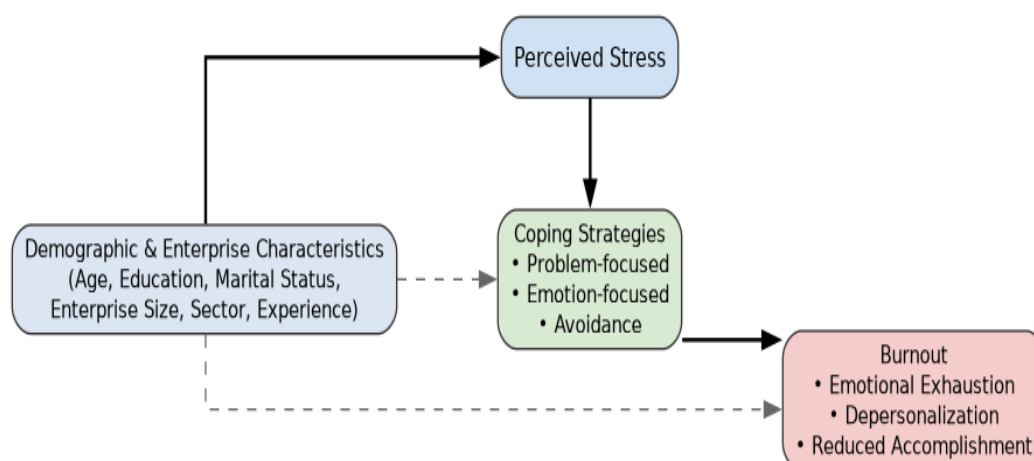 Perceived Stress
Demographic & Enterprise Characteristics
(Age, Education, Marital Status,
Enterprise Size, Sector, Experience)
Coping Strategies
• Problem-focused
• Emotion-focused
• Avoidance
Burnout
• Emotional Exhaustion
• Depersonalization
• Reduced Accomplishment